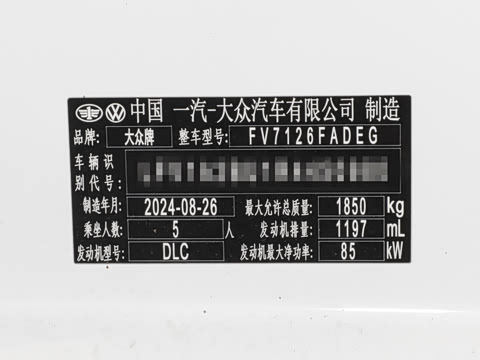 中国 一汽-大众汽车有限公司 制造
品牌: 大众牌 整车型号: FV7126FADEG
车辆识
别代号:
制造年月: 2024-08-26 最大允许总质量: 1850 kg
乘座人数: 5 人 发动机排量: 1197 mL
发动机型号: DLC 发动机最大净功率: 85 kW